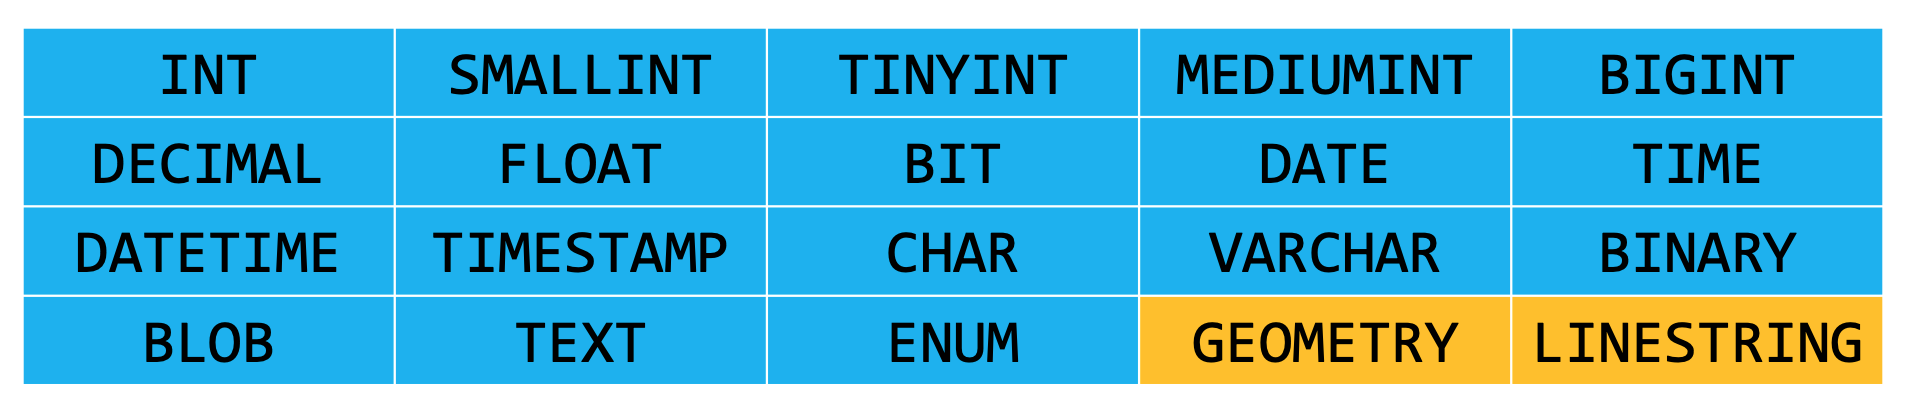 INT SMALLINT TINYINT MEDIUMINT BIGINT
DECIMAL FLOAT BIT DATE TIME
DATETIME TIMESTAMP CHAR VARCHAR BINARY
BLOB TEXT ENUM GEOMETRY LINESTRING